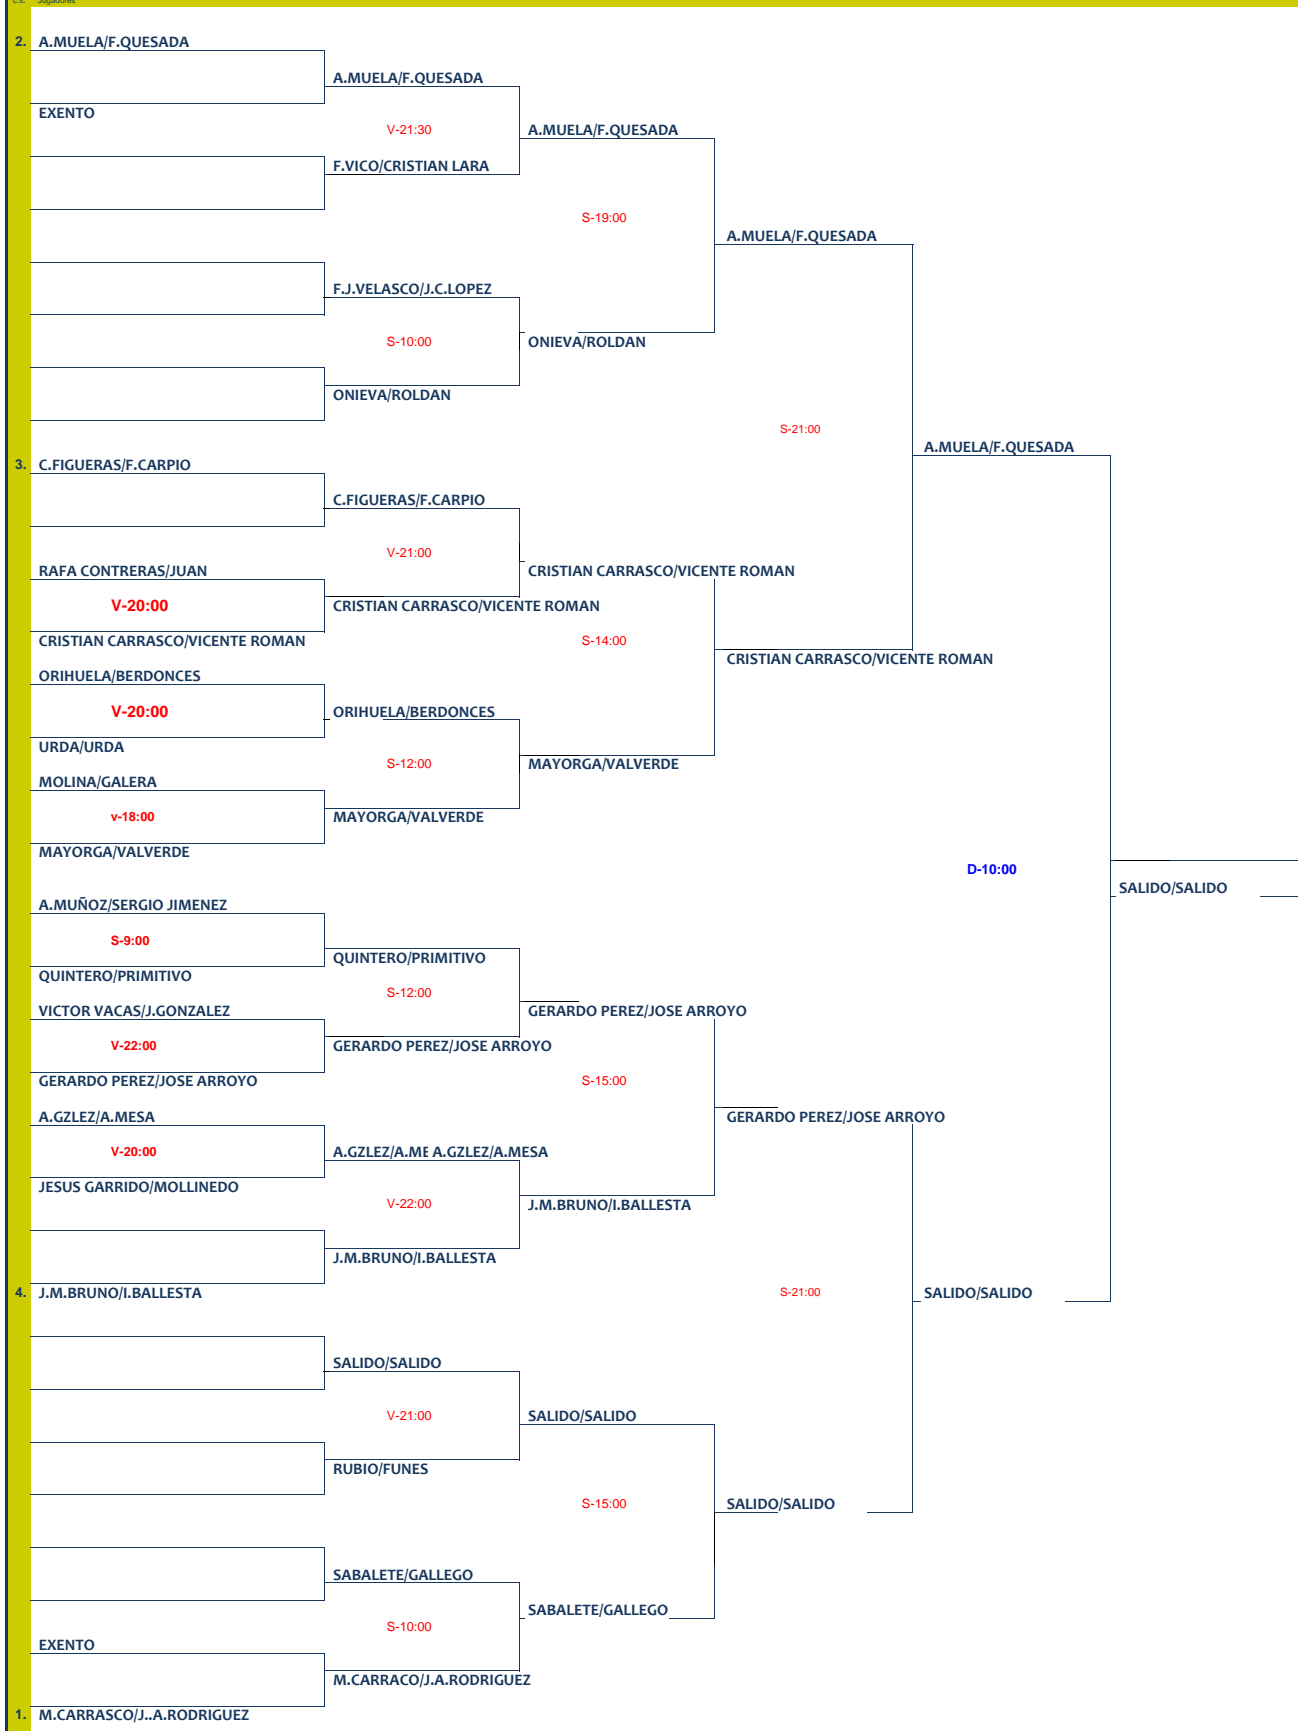 c.s. Jugadores
2. A.MUELA/F.QUESADA
A.MUELA/F.QUESADA
EXENTO
V-21:30
A.MUELA/F.QUESADA
F.VICO/CRISTIAN LARA
S-19:00
A.MUELA/F.QUESADA
F.J.VELASCO/J.C.LOPEZ
S-10:00
ONIEVA/ROLDAN
ONIEVA/ROLDAN
S-21:00
A.MUELA/F.QUESADA
3. C.FIGUERAS/F.CARPIO
C.FIGUERAS/F.CARPIO
V-21:00
RAFA CONTRERAS/JUAN
CRISTIAN CARRASCO/VICENTE ROMAN
V-20:00
CRISTIAN CARRASCO/VICENTE ROMAN
CRISTIAN CARRASCO/VICENTE ROMAN
S-14:00
CRISTIAN CARRASCO/VICENTE ROMAN
ORIHUELA/BERDONCES
V-20:00
ORIHUELA/BERDONCES
URDA/URDA
S-12:00
MAYORGA/VALVERDE
MOLINA/GALERA
v-18:00
MAYORGA/VALVERDE
MAYORGA/VALVERDE
D-10:00
SALIDO/SALIDO
A.MUÑOZ/SERGIO JIMENEZ
S-9:00
QUINTERO/PRIMITIVO
QUINTERO/PRIMITIVO
S-12:00
VICTOR VACAS/J.GONZALEZ
GERARDO PEREZ/JOSE ARROYO
V-22:00
GERARDO PEREZ/JOSE ARROYO
GERARDO PEREZ/JOSE ARROYO
S-15:00
A.GZLEZ/A.MESA
GERARDO PEREZ/JOSE ARROYO
V-20:00
A.GZLEZ/A.ME A.GZLEZ/A.MESA
JESUS GARRIDO/MOLLINEDO
V-22:00
J.M.BRUNO/I.BALLESTA
J.M.BRUNO/I.BALLESTA
4. J.M.BRUNO/I.BALLESTA
S-21:00
SALIDO/SALIDO
SALIDO/SALIDO
V-21:00
SALIDO/SALIDO
RUBIO/FUNES
S-15:00
SALIDO/SALIDO
SABALETE/GALLEGO
SABALETE/GALLEGO
S-10:00
EXENTO
M.CARRACO/J.A.RODRIGUEZ
1. M.CARRASCO/J..A.RODRIGUEZ